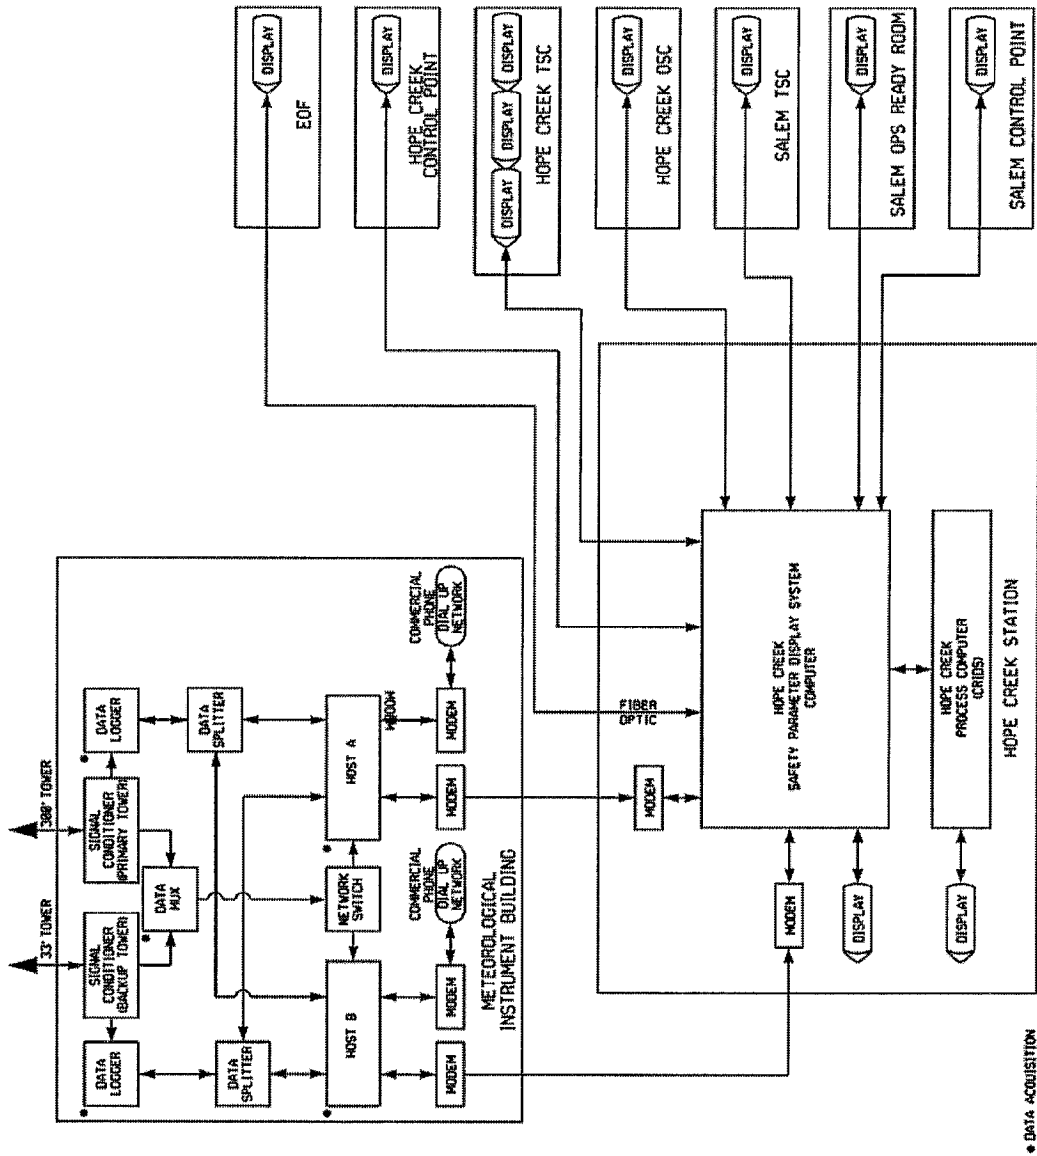 33' TOWER
300' TOWER
SIGNAL
CONDITIONER
(BACKUP TOWER)
SIGNAL
CONDITIONER
(PRIMARY TOWER)
DATA
LOGGER
DATA
MUX
DATA
LOGGER
DATA
SPLITTER
DATA
SPLITTER
HOST B
NETWORK
SWITCH
HOST A
MODEM
MODEM
MODEM
MODEM
COMMERCIAL
PHONE
DIAL UP
NETWORK
COMMERCIAL
PHONE
DIAL UP
NETWORK
METEOROLOGICAL
INSTRUMENT BUILDING
MODEM
MODEM
FIBER
OPTIC
HOPE CREEK
SAFETY PARAMETER DISPLAY SYSTEM
COMPUTER
DISPLAY
HOPE CREEK
PROCESS COMPUTER
(CRIDS)
DISPLAY
HOPE CREEK STATION
DISPLAY
EOF
DISPLAY
HOPE CREEK
CONTROL POINT
DISPLAY
DISPLAY
DISPLAY
HOPE CREEK TSC
DISPLAY
HOPE CREEK OSC
DISPLAY
SALEM TSC
DISPLAY
SALEM OPS READY ROOM
DISPLAY
SALEM CONTROL POINT
• DATA ACQUISITION